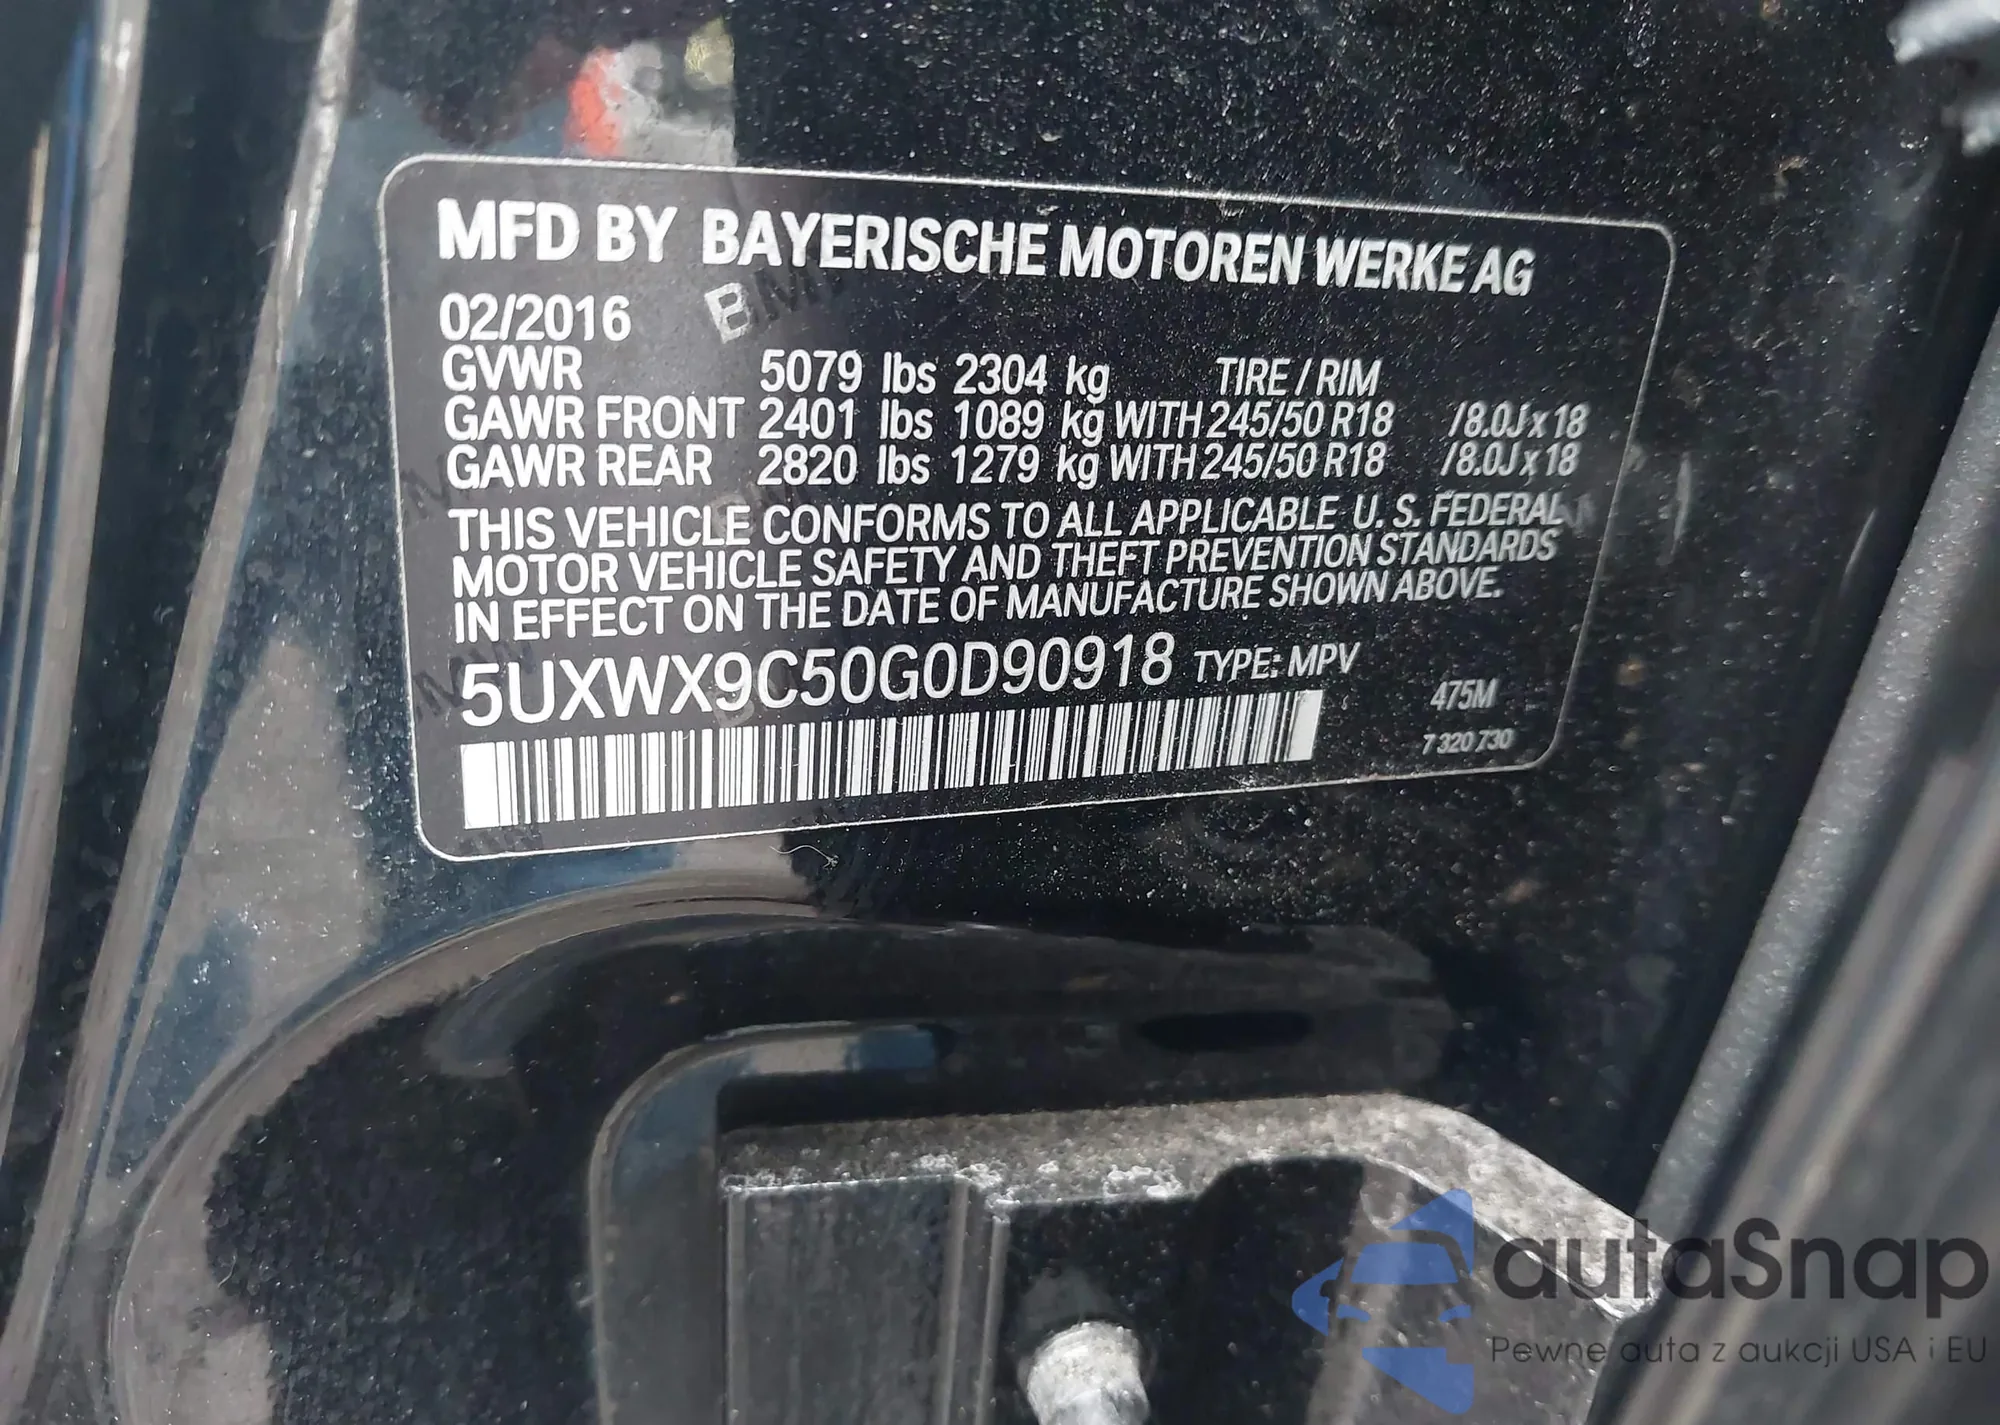 MFD BY BAYERISCHE MOTOREN WERKE AG
02/2016
GVWR 5079 lbs 2304 kg TIRE / RIM
GAWR FRONT 2401 lbs 1089 kg WITH 245/50 R18 /8.0J x 18
GAWR REAR 2820 lbs 1279 kg WITH 245/50 R18 /8.0J x 18
THIS VEHICLE CONFORMS TO ALL APPLICABLE U. S. FEDERAL
MOTOR VEHICLE SAFETY AND THEFT PREVENTION STANDARDS
IN EFFECT ON THE DATE OF MANUFACTURE SHOWN ABOVE.
5UXWX9C50G0D90918 TYPE: MPV
475M
7 320 730
autaSnap
Pewne auta z aukcji USA i EU